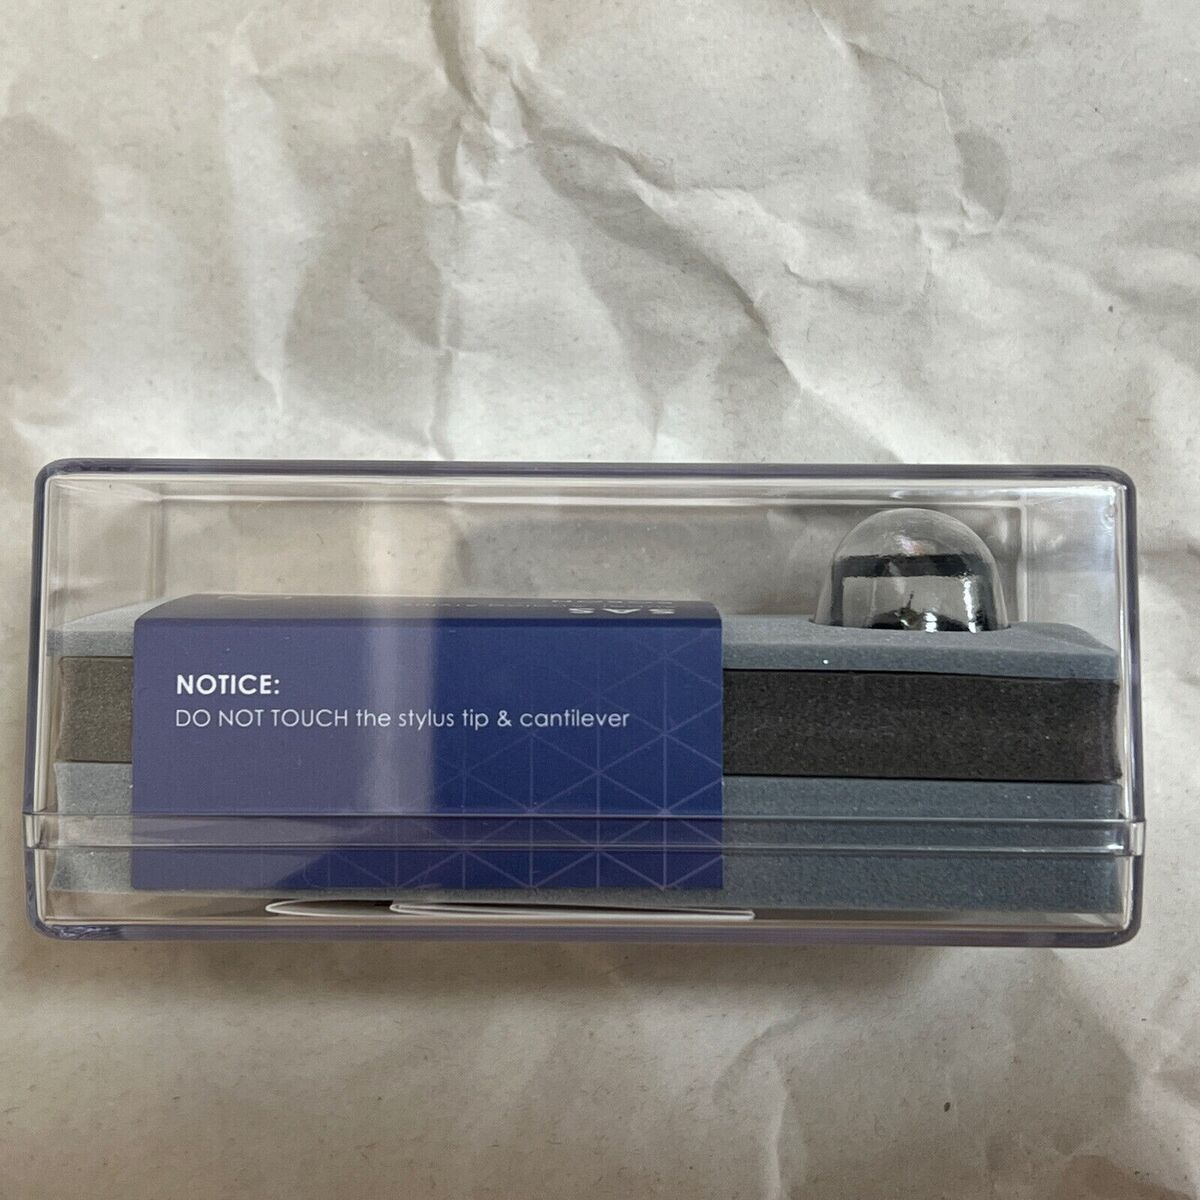 SAS
NOTICE:
DO NOT TOUCH the stylus tip & cantilever